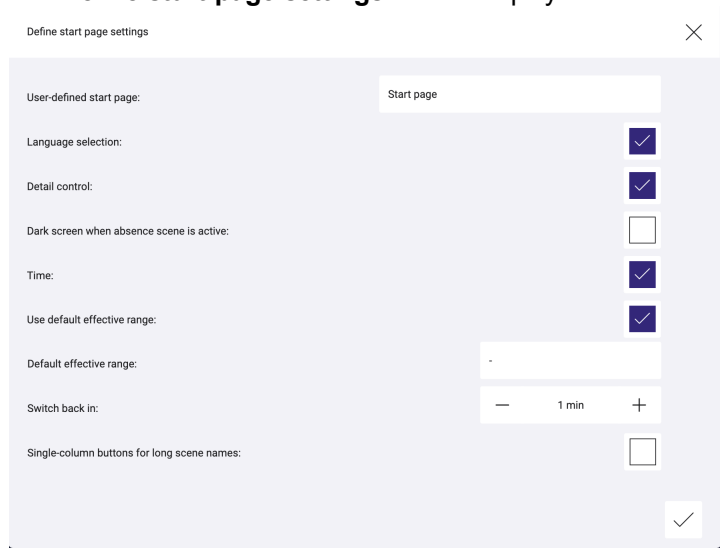 Define start page settings
User-defined start page: Start page
Language selection:
Detail control:
Dark screen when absence scene is active:
Time:
Use default effective range:
Default effective range: -
Switch back in: — 1 min +
Single-column buttons for long scene names: